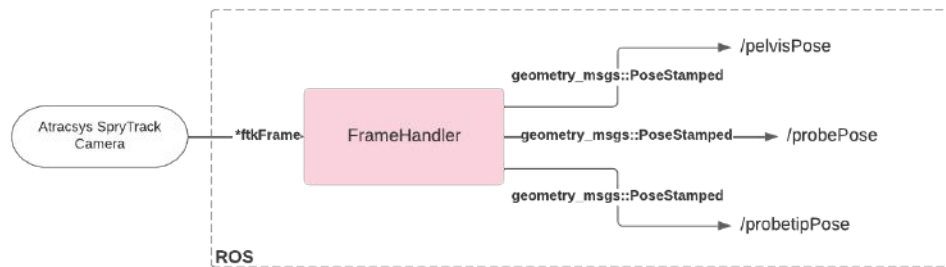 /pelvisPose
geometry_msgs::PoseStamped
Atracsys SpryTrack
Camera
*ftkFrame
FrameHandler
geometry_msgs::PoseStamped
/probePose
geometry_msgs::PoseStamped
/probetipPose
ROS